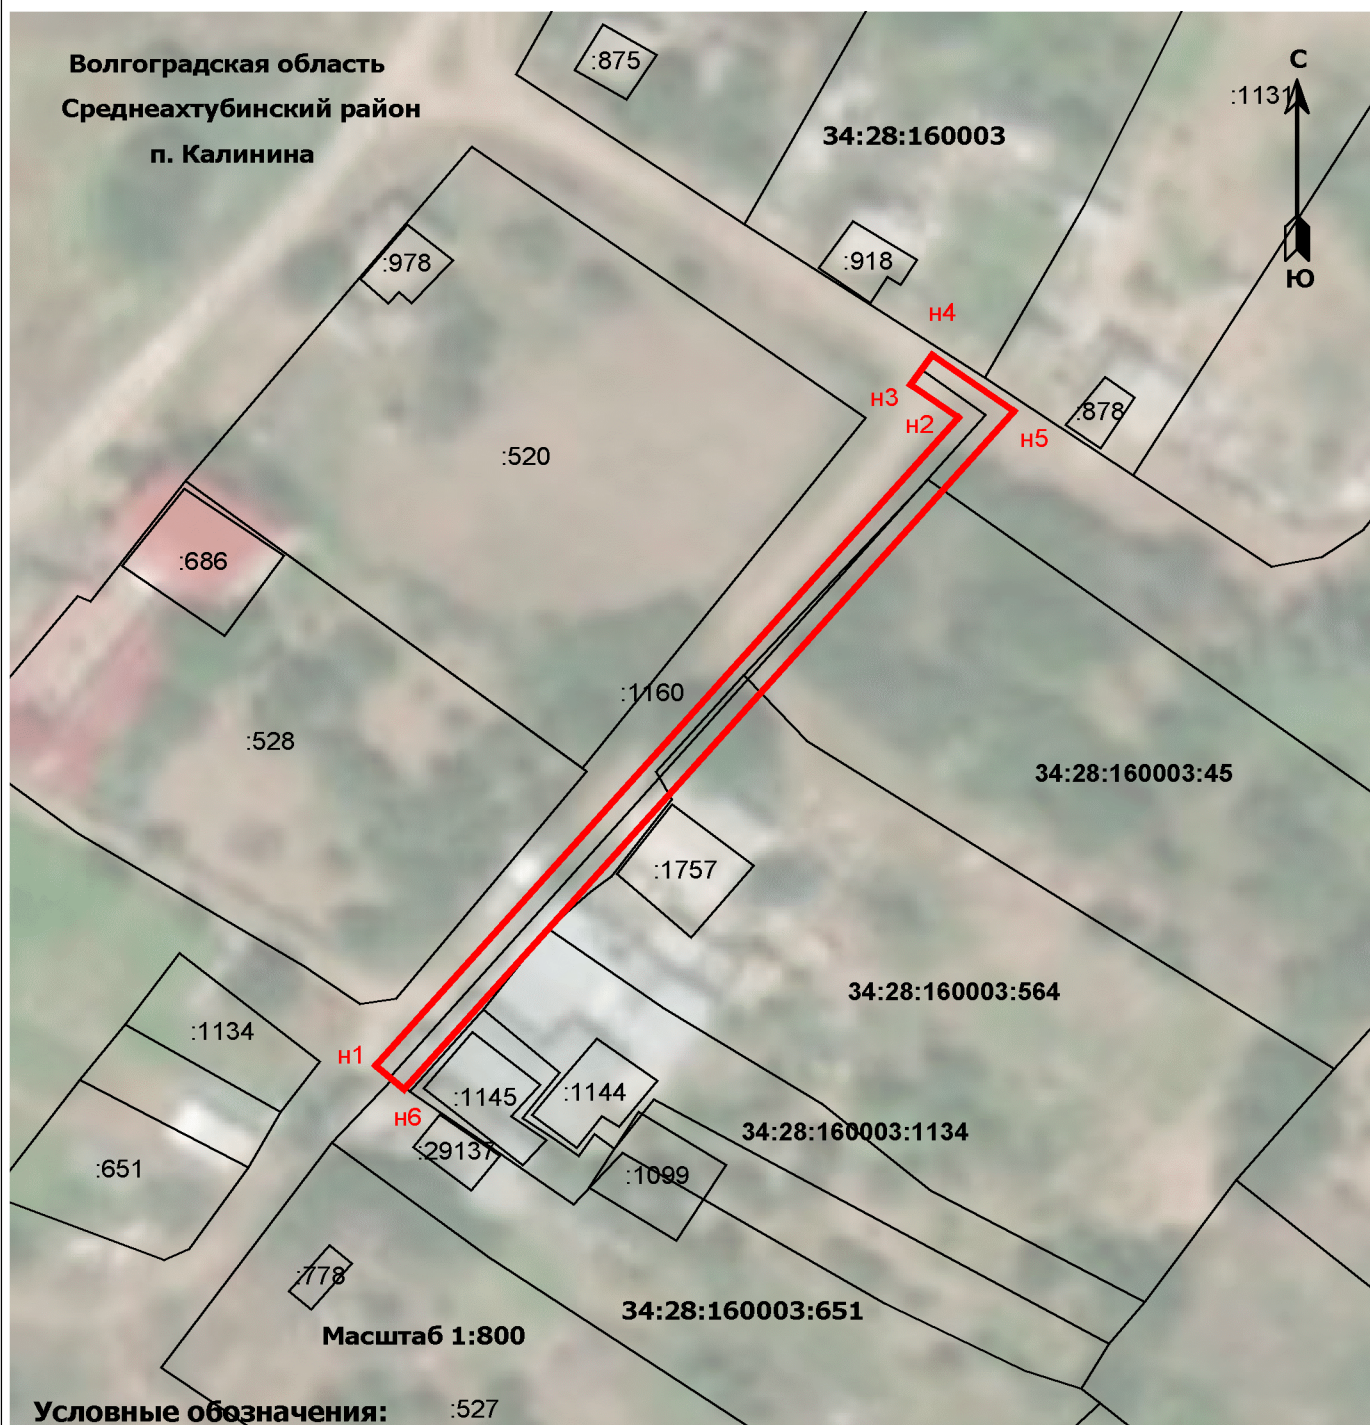 Волгоградская область
Среднеахтубинский район
п. Калинина
:875
С
:1131
34:28:160003
:978
:918
Ю
н4
н3
н2
:878
н5
:520
:686
:1160
:528
34:28:160003:45
:1757
34:28:160003:564
:1134
н1
:1145
:1144
н6
34:28:160003:1134
:29137
:651
:1099
:778
34:28:160003:651
Масштаб 1:800
Условные обозначения:
:527